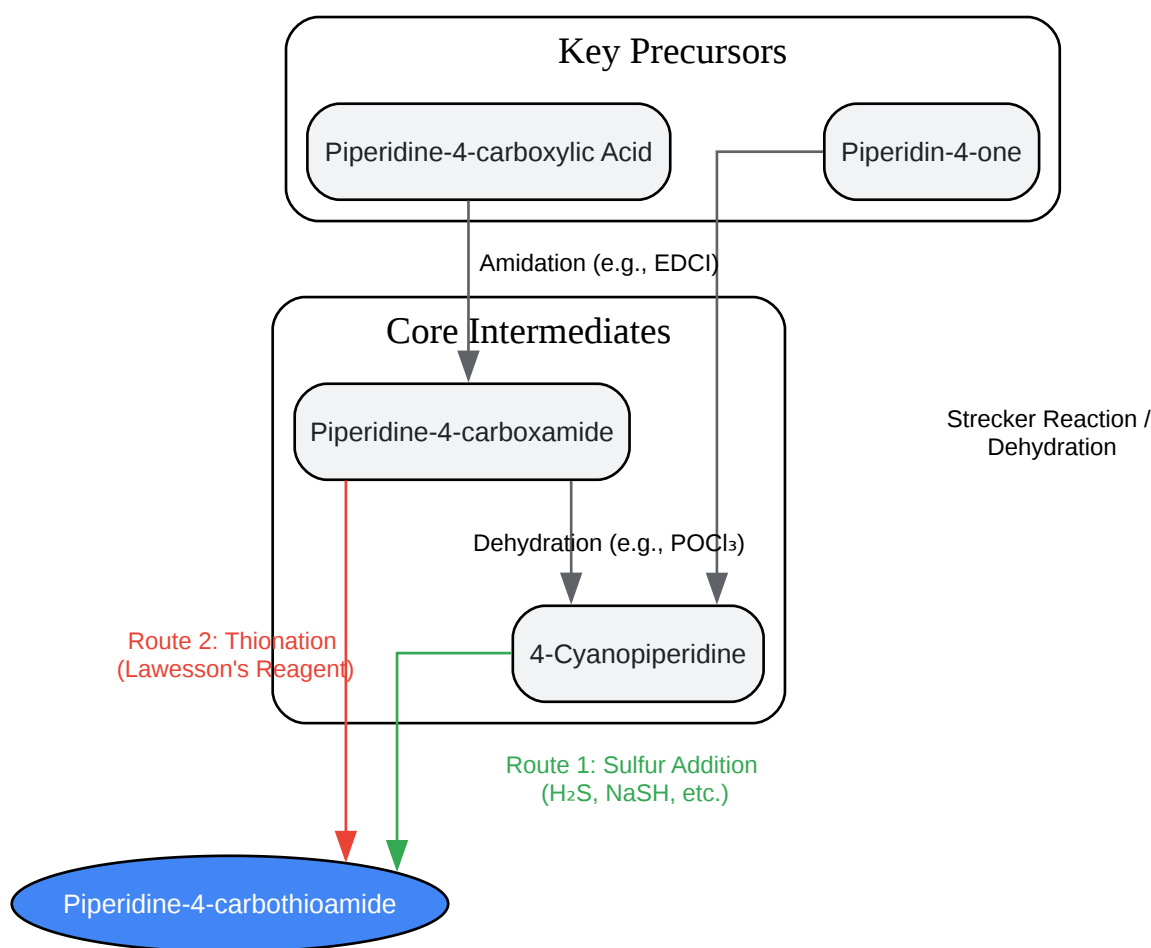 Key Precursors
Piperidine-4-carboxylic Acid
Piperidin-4-one
Amidation (e.g., EDCI)
Core Intermediates
Piperidine-4-carboxamide
Strecker Reaction /
Dehydration
Dehydration (e.g., POCl₃)
4-Cyanopiperidine
Route 2: Thionation
(Lawesson's Reagent)
Route 1: Sulfur Addition
(H₂S, NaSH, etc.)
Piperidine-4-carbothioamide